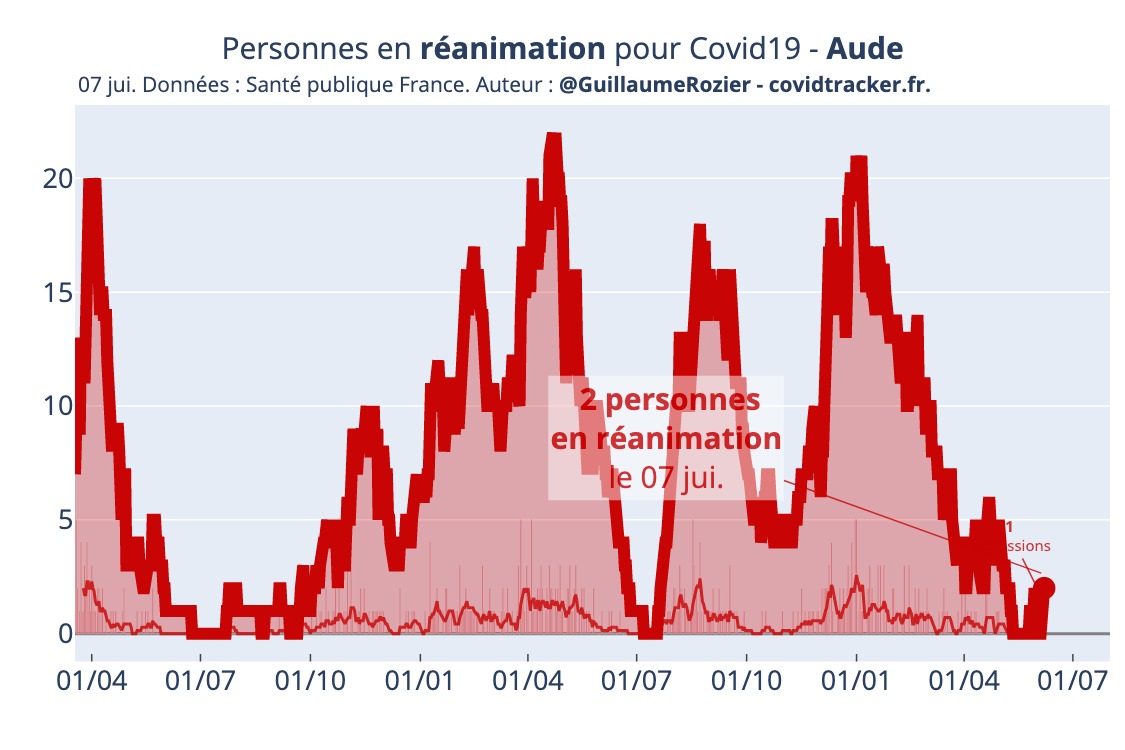 Personnes en réanimation pour Covid19 - Aude
07 jui. Données : Santé publique France. Auteur : @GuillaumeRozier - covidtracker.fr.
20
15
10
5
0
2 personnes
en réanimation
le 07 jui.
1
01/04 01/07 01/10 01/01 01/04 01/07 01/10 01/01 01/04 01/07